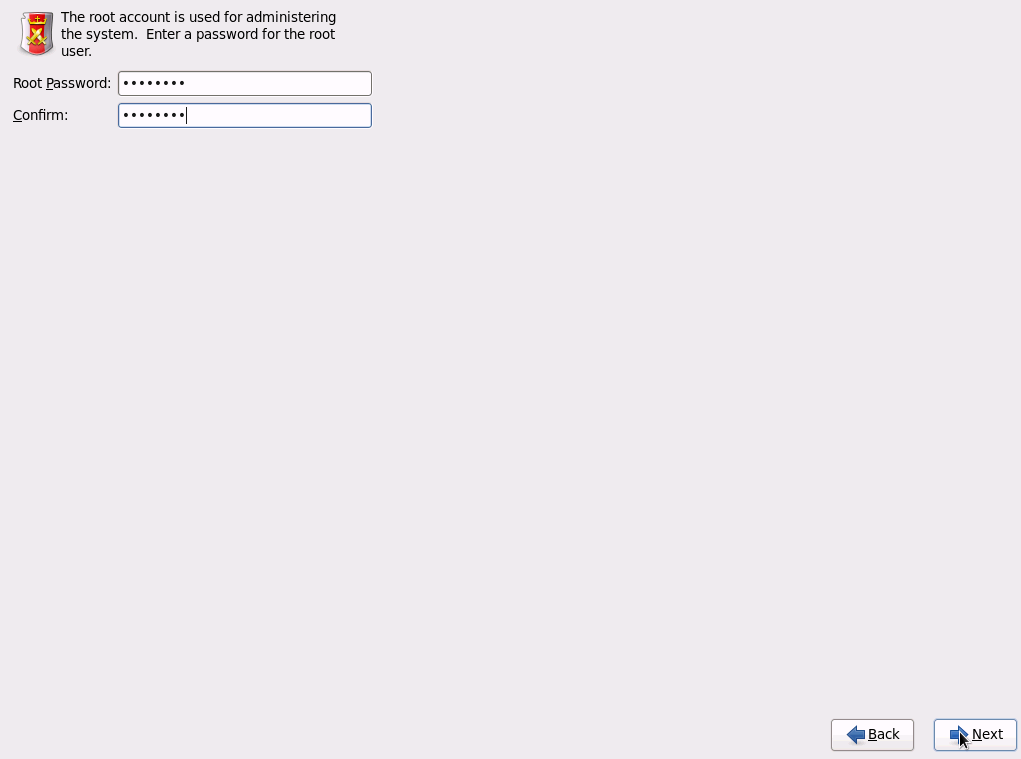 The root account is used for administering
the system.  Enter a password for the root
user.
Root Password: ••••••••
Confirm: ••••••••
Back
Next